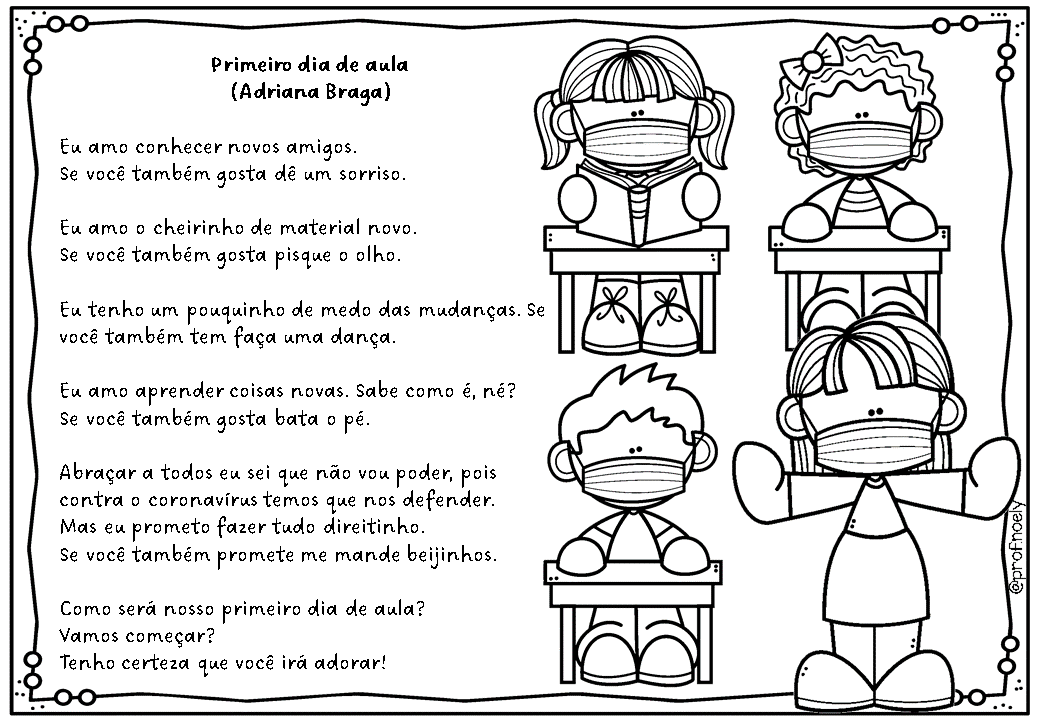 Primeiro dia de aula
(Adriana Braga)
Eu amo conhecer novos amigos.
Se você também gosta dê um sorriso.
Eu amo o cheirinho de material novo.
Se você também gosta pisque o olho.
Eu tenho um pouquinho de medo das mudanças. Se
você também tem faça uma dança.
Eu amo aprender coisas novas. Sabe como é, né?
Se você também gosta bata o pé.
Abraçar a todos eu sei que não vou poder, pois
contra o coronavírus temos que nos defender.
Mas eu prometo fazer tudo direitinho.
Se você também promete me mande beijinhos.
Como será nosso primeiro dia de aula?
Vamos começar?
Tenho certeza que você irá adorar!
@prof.noely